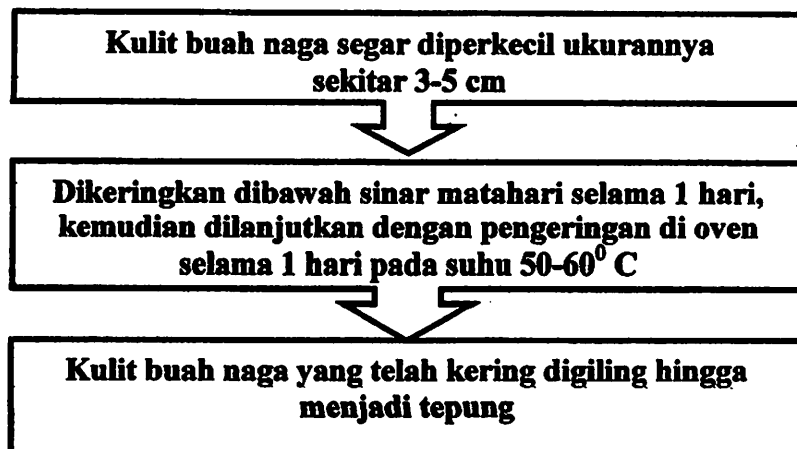 Kulit buah naga segar diperkecil ukurannya
sekitar 3-5 cm
Dikeringkan dibawah sinar matahari selama 1 hari,
kemudian dilanjutkan dengan pengeringan di oven
selama 1 hari pada suhu 50-60⁰ C
Kulit buah naga yang telah kering digiling hingga
menjadi tepung